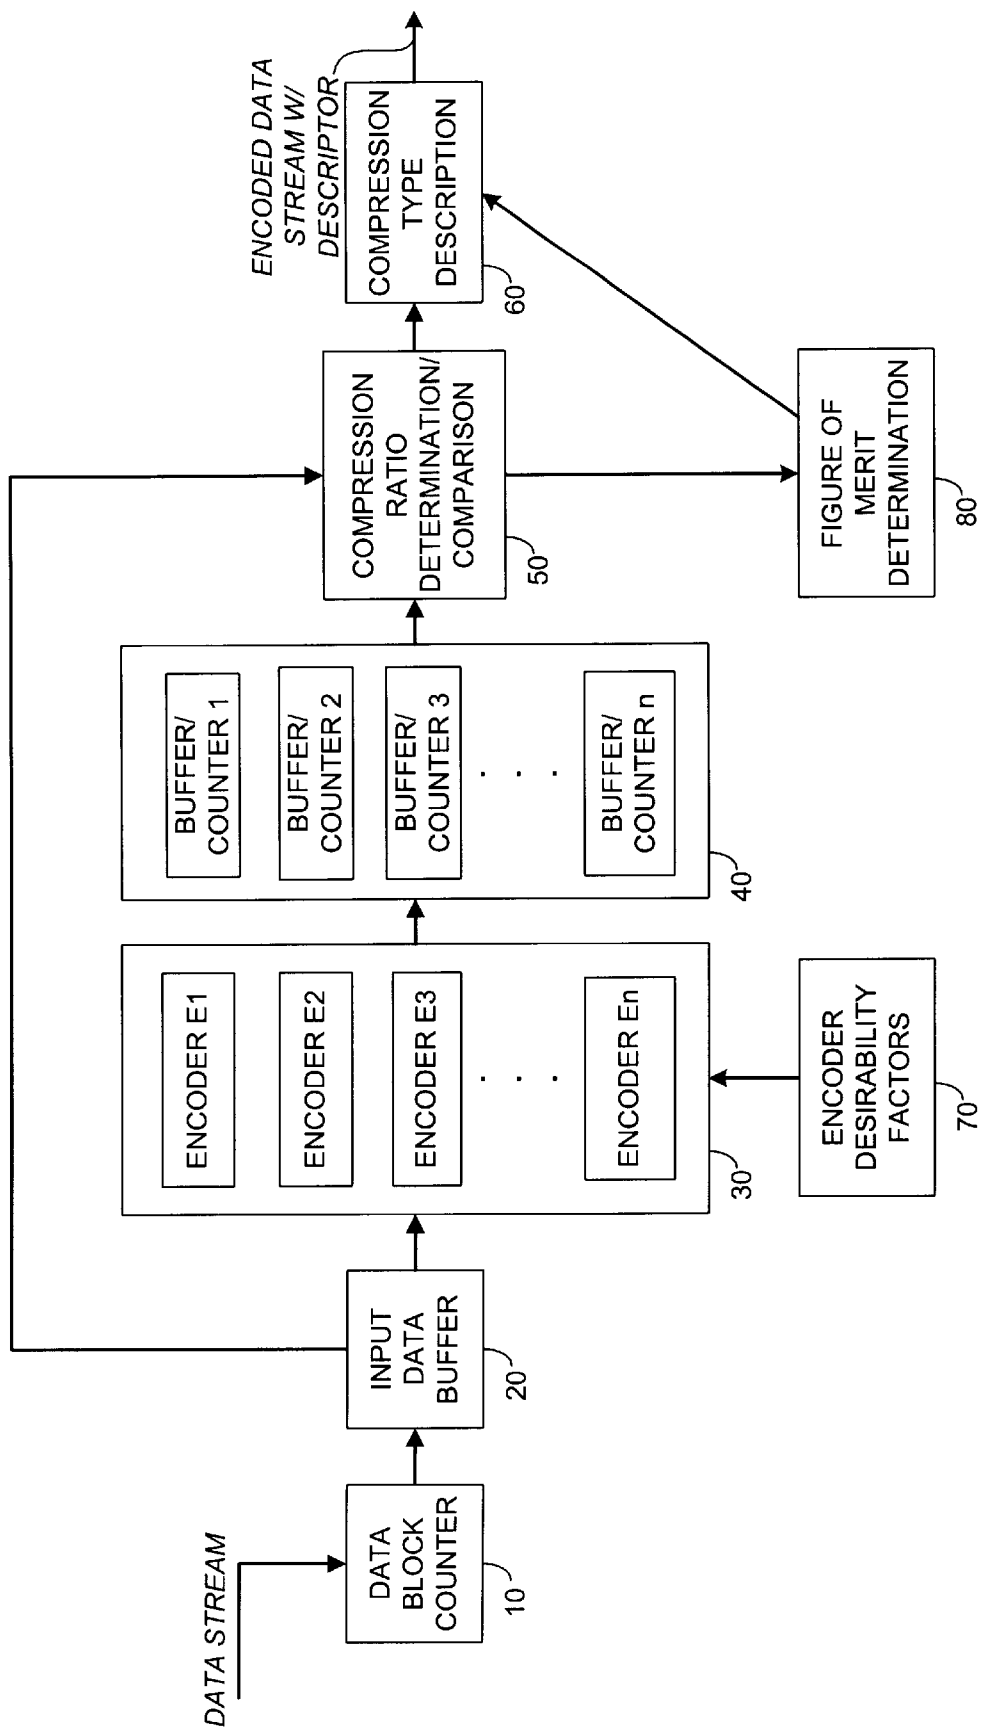 DATA STREAM
DATA
BLOCK
COUNTER
10
INPUT
DATA
BUFFER
20
ENCODER E1
ENCODER E2
ENCODER E3
. . .
ENCODER En
30
ENCODER
DESIRABILITY
FACTORS
70
BUFFER/
COUNTER 1
BUFFER/
COUNTER 2
BUFFER/
COUNTER 3
. . .
BUFFER/
COUNTER n
40
COMPRESSION
RATIO
DETERMINATION/
COMPARISON
50
FIGURE OF
MERIT
DETERMINATION
80
COMPRESSION
TYPE
DESCRIPTION
60
ENCODED DATA
STREAM W/
DESCRIPTOR